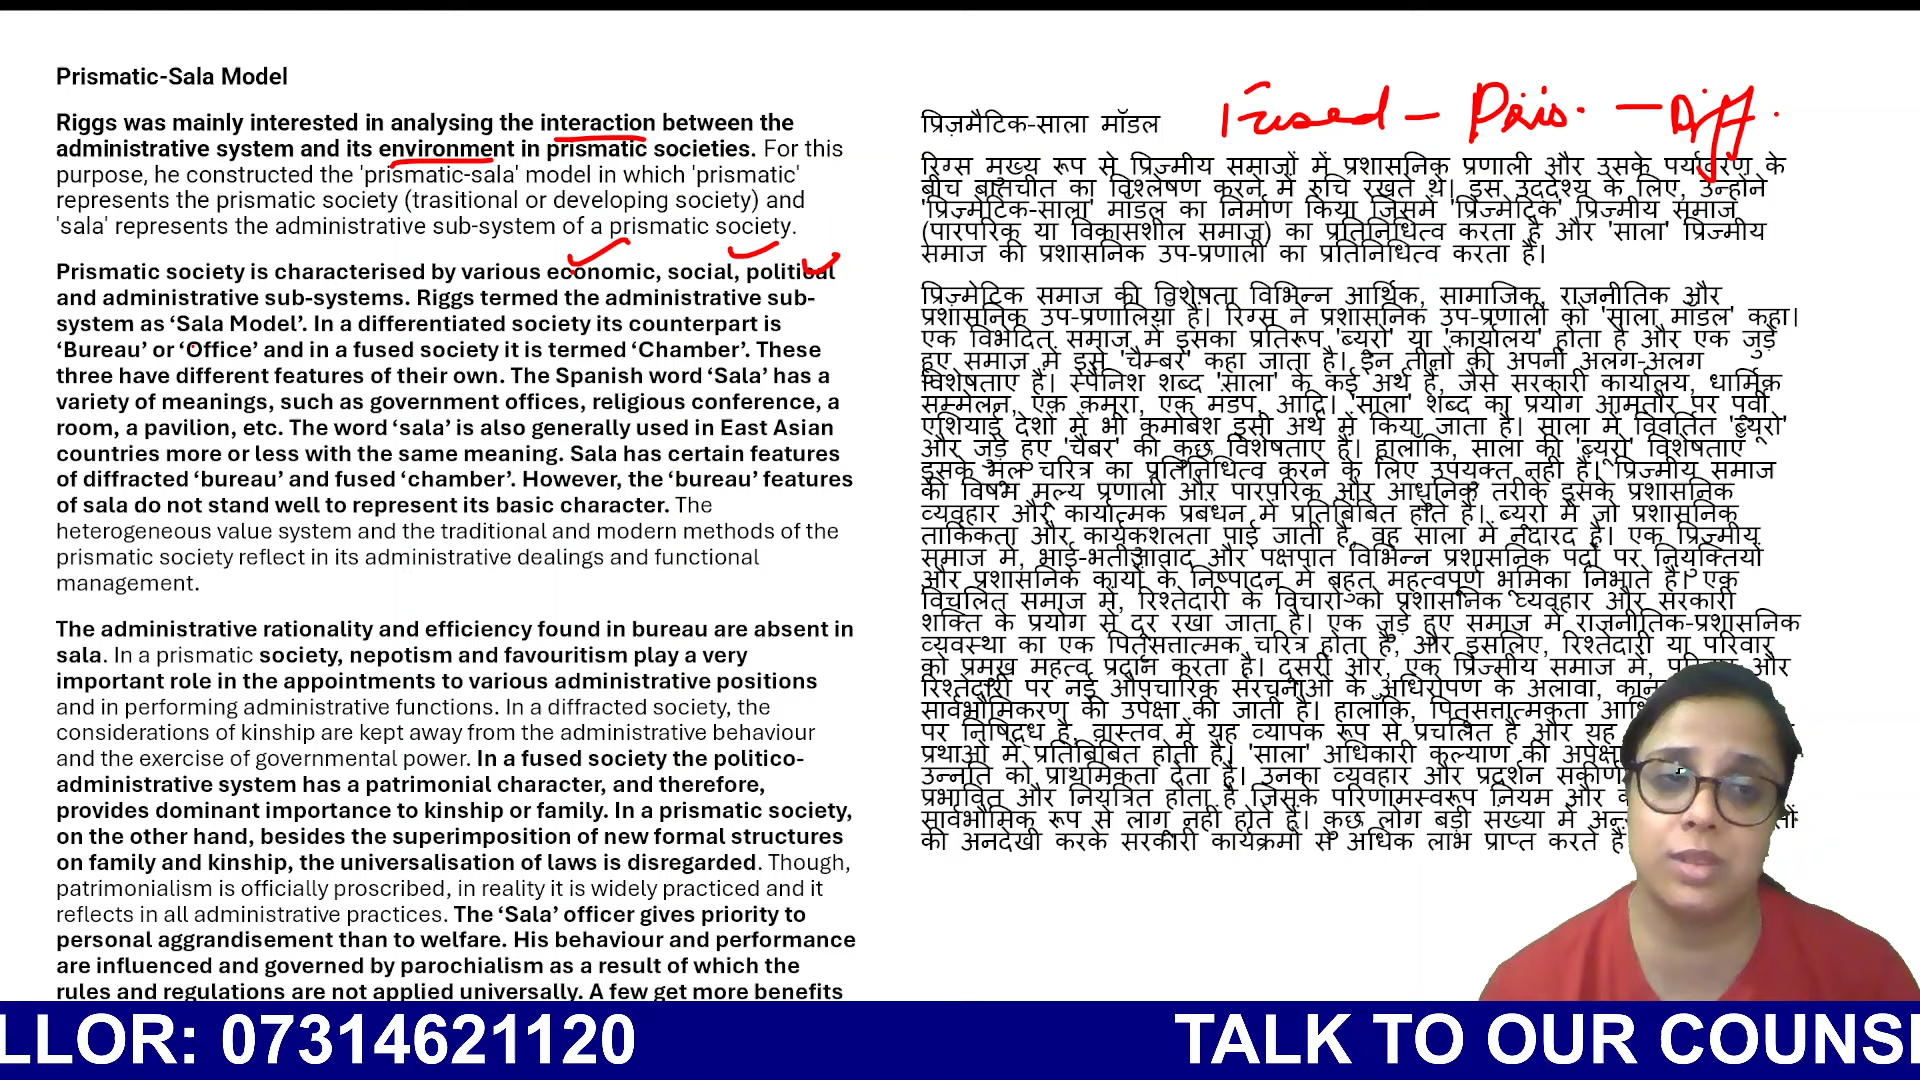 Prismatic-Sala Model
Riggs was mainly interested in analysing the interaction between the
administrative system and its environment in prismatic societies. For this
purpose, he constructed the 'prismatic-sala' model in which 'prismatic'
represents the prismatic society (trasitional or developing society) and
'sala' represents the administrative sub-system of a prismatic society.
Prismatic society is characterised by various economic, social, political
and administrative sub-systems. Riggs termed the administrative sub-
system as ‘Sala Model’. In a differentiated society its counterpart is
‘Bureau’ or ‘Office’ and in a fused society it is termed ‘Chamber’. These
three have different features of their own. The Spanish word ‘Sala’ has a
variety of meanings, such as government offices, religious conference, a
room, a pavilion, etc. The word ‘sala’ is also generally used in East Asian
countries more or less with the same meaning. Sala has certain features
of diffracted ‘bureau’ and fused ‘chamber’. However, the ‘bureau’ features
of sala do not stand well to represent its basic character. The
heterogeneous value system and the traditional and modern methods of the
prismatic society reflect in its administrative dealings and functional
management.
The administrative rationality and efficiency found in bureau are absent in
sala. In a prismatic society, nepotism and favouritism play a very
important role in the appointments to various administrative positions
and in performing administrative functions. In a diffracted society, the
considerations of kinship are kept away from the administrative behaviour
and the exercise of governmental power. In a fused society the politico-
administrative system has a patrimonial character, and therefore,
provides dominant importance to kinship or family. In a prismatic society,
on the other hand, besides the superimposition of new formal structures
on family and kinship, the universalisation of laws is disregarded. Though,
patrimonialism is officially proscribed, in reality it is widely practiced and it
reflects in all administrative practices. The ‘Sala’ officer gives priority to
personal aggrandisement than to welfare. His behaviour and performance
are influenced and governed by parochialism as a result of which the
rules and regulations are not applied universally. A few get more benefits
Fused - Pris. - Diff.
प्रिज़मैटिक-साला मॉडल
रिग्स मुख्य रूप से प्रिज़्मीय समाजों में प्रशासनिक प्रणाली और उसके पर्यावरण के
बीच बातचीत का विश्लेषण करने में रुचि रखते थे। इस उद्देश्य के लिए, उन्होंने
'प्रिज्मेटिक-साला' मॉडल का निर्माण किया जिसमें 'प्रिज्मेटिक' प्रिज्मीय समाज
(पारंपरिक या विकासशील समाज) का प्रतिनिधित्व करता है और 'साला' प्रिज्मीय
समाज की प्रशासनिक उप-प्रणाली का प्रतिनिधित्व करता है।
प्रिज्मेटिक समाज की विशेषता विभिन्न आर्थिक, सामाजिक, राजनीतिक और
प्रशासनिक उप-प्रणालियाँ हैं। रिग्स ने प्रशासनिक उप-प्रणाली को 'साला मॉडल' कहा।
एक विभेदित समाज में इसका प्रतिरूप 'ब्यूरो' या 'कार्यालय' होता है और एक जुड़े
हुए समाज में इसे 'चैम्बर' कहा जाता है। इन तीनों की अपनी अलग-अलग
विशेषताएं हैं। स्पैनिश शब्द 'साला' के कई अर्थ हैं, जैसे सरकारी कार्यालय, धार्मिक
सम्मेलन, एक कमरा, एक मंडप, आदि। 'साला' शब्द का प्रयोग आमतौर पर पूर्वी
एशियाई देशों में भी कमोबेश इसी अर्थ में किया जाता है। साला में विवर्तित 'ब्यूरो'
और जुड़े हुए 'चैंबर' की कुछ विशेषताएं हैं। हालाँकि, साला की 'ब्यूरो' विशेषताएँ
इसके मूल चरित्र का प्रतिनिधित्व करने के लिए उपयुक्त नहीं हैं। प्रिज्मीय समाज
की विषम मूल्य प्रणाली और पारंपरिक और आधुनिक तरीके इसके प्रशासनिक
व्यवहार और कार्यात्मक प्रबंधन में प्रतिबिंबित होते हैं। ब्यूरो में जो प्रशासनिक
तार्किकता और कार्यकुशलता पाई जाती है, वह साला में नदारद है। एक प्रिज्मीय
समाज में, भाई-भतीजावाद और पक्षपात विभिन्न प्रशासनिक पदों पर नियुक्तियों
और प्रशासनिक कार्यों के निष्पादन में बहुत महत्वपूर्ण भूमिका निभाते हैं। एक
विचलित समाज में, रिश्तेदारी के विचारों को प्रशासनिक व्यवहार और सरकारी
शक्ति के प्रयोग से दूर रखा जाता है। एक जुड़े हुए समाज में राजनीतिक-प्रशासनिक
व्यवस्था का एक पितृसत्तात्मक चरित्र होता है, और इसलिए, रिश्तेदारी या परिवार
को प्रमुख महत्व प्रदान करता है। दूसरी ओर, एक प्रिज्मीय समाज में, और
रिश्तेदारी पर नई औपचारिक संरचनाओं के अधिरोपण के अलावा,
सार्वभौमिकरण की उपेक्षा की जाती है। हालाँकि, पितृसत्तात्मकता
पर निषिद्ध है, वास्तव में यह व्यापक रूप से प्रचलित है और यह
प्रथाओं में प्रतिबिंबित होती है। 'साला' अधिकारी कल्याण की अपेक्षा
उन्नति को प्राथमिकता देता है। उनका व्यवहार और प्रदर्शन
प्रभावित और नियंत्रित होता है जिसके परिणामस्वरूप नियम और
सार्वभौमिक रूप से लागू नहीं होते हैं। कुछ लोग बड़ी संख्या में
की अनदेखी करके सरकारी कार्यक्रमों से अधिक लाभ प्राप्त करते हैं
LLOR: 07314621120 TALK TO OUR COUNS